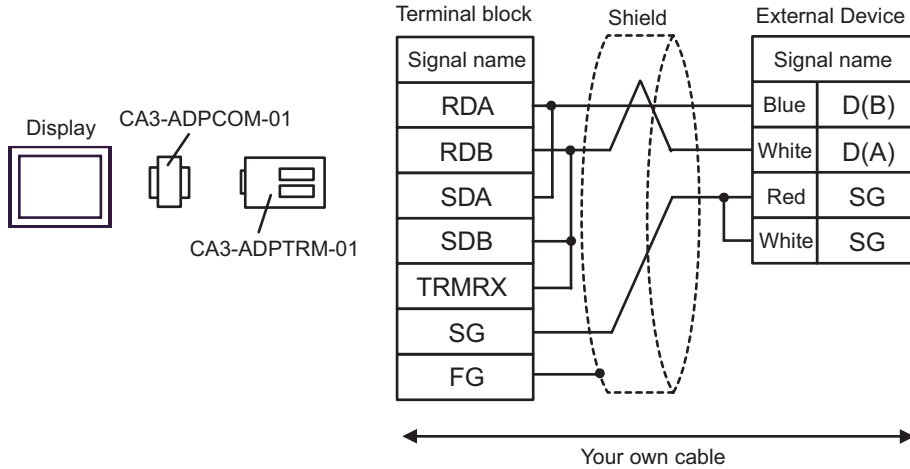 Display
CA3-ADPCOM-01
CA3-ADPTRM-01
Terminal block
Signal name
RDA
RDB
SDA
SDB
TRMRX
SG
FG
Shield
External Device
Signal name
Blue D(B)
White D(A)
Red SG
White SG
Your own cable